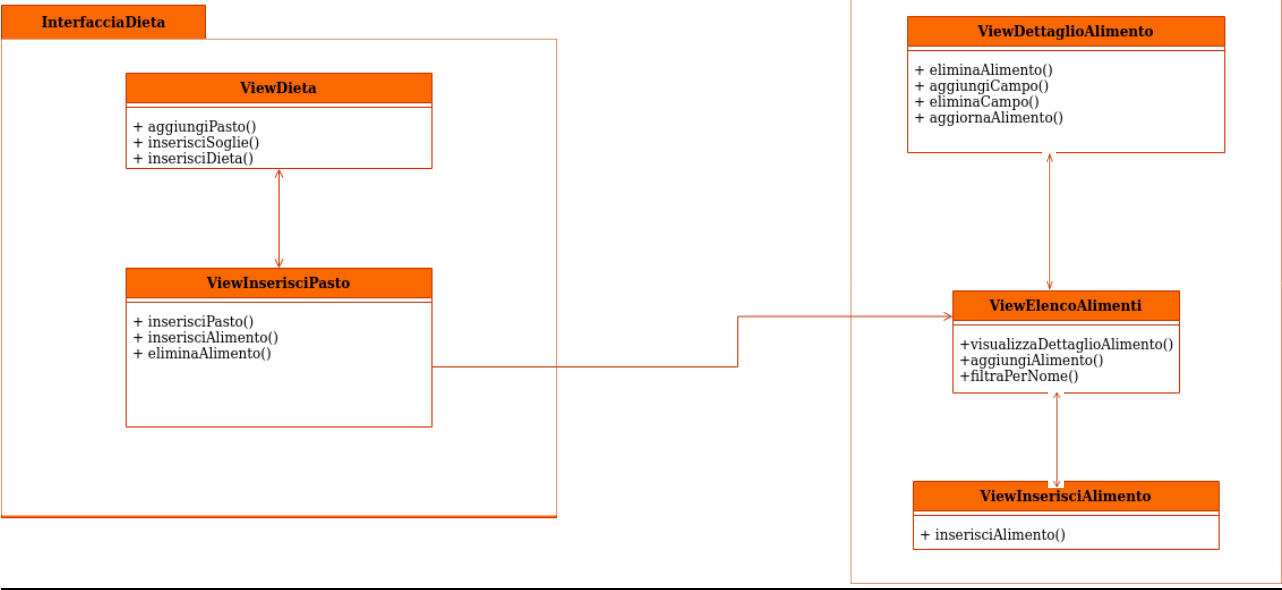 InterfacciaDieta
ViewDieta
+ aggiungiPasto()
+ inserisciSoglie()
+ inserisciDieta()
ViewInserisciPasto
+ inserisciPasto()
+ inserisciAlimento()
+ eliminaAlimento()
ViewDettaglioAlimento
+ eliminaAlimento()
+ aggiungiCampo()
+ eliminaCampo()
+ aggiornaAlimento()
ViewElencoAlimenti
+visualizzaDettaglioAlimento()
+aggiungiAlimento()
+filtraPerNome()
ViewInserisciAlimento
+ inserisciAlimento()